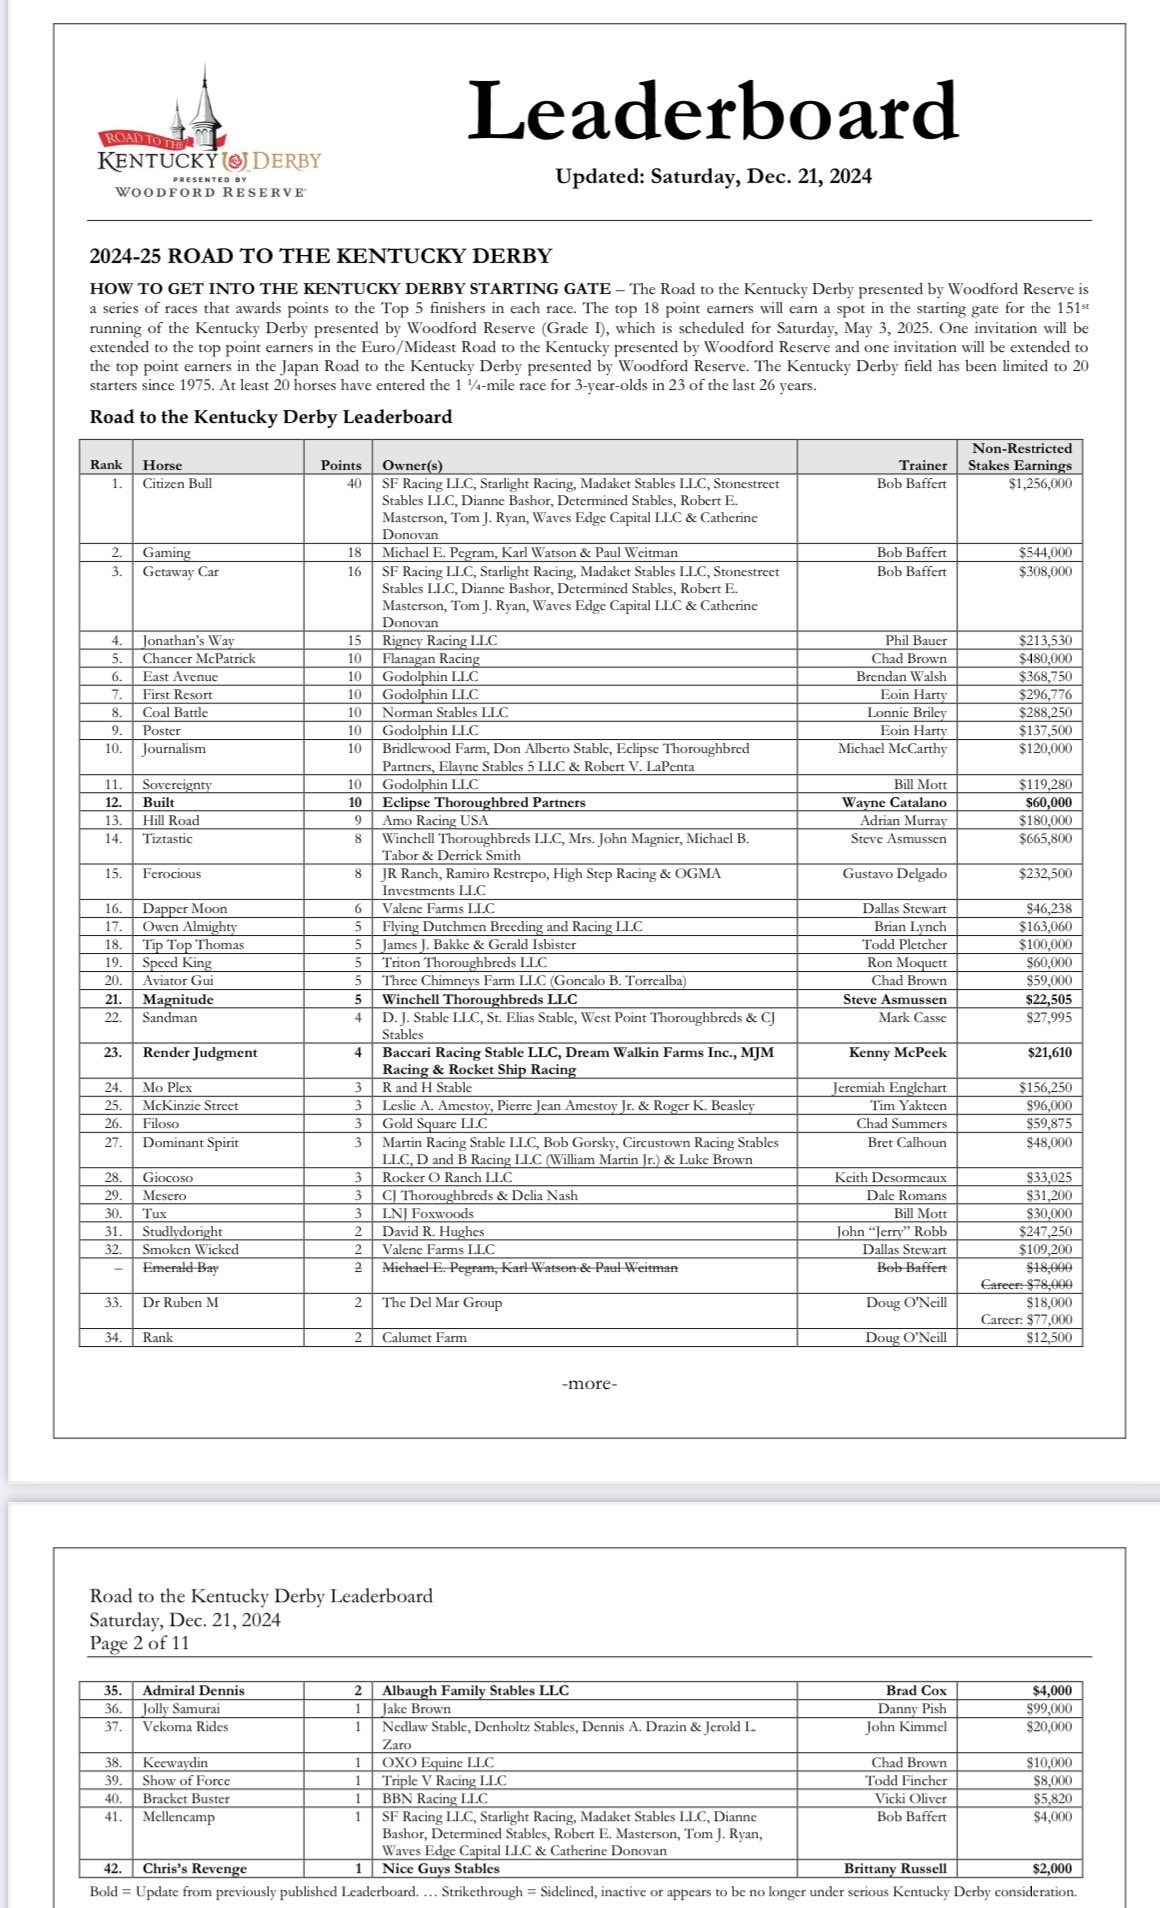 ROAD TO THE
KENTUCKY DERBY
PRESENTED BY
WOODFORD RESERVE
Leaderboard
Updated: Saturday, Dec. 21, 2024
2024-25 ROAD TO THE KENTUCKY DERBY
HOW TO GET INTO THE KENTUCKY DERBY STARTING GATE – The Road to the Kentucky Derby presented by Woodford Reserve is
a series of races that awards points to the Top 5 finishers in each race. The top 18 point earners will earn a spot in the starting gate for the 151st
running of the Kentucky Derby presented by Woodford Reserve (Grade I), which is scheduled for Saturday, May 3, 2025. One invitation will be
extended to the top point earners in the Euro/Mideast Road to the Kentucky presented by Woodford Reserve and one invitation will be extended to
the top point earners in the Japan Road to the Kentucky Derby presented by Woodford Reserve. The Kentucky Derby field has been limited to 20
starters since 1975. At least 20 horses have entered the 1 ¼-mile race for 3-year-olds in 23 of the last 26 years.
Road to the Kentucky Derby Leaderboard
Non-Restricted
Rank Horse Points Owner(s) Trainer Stakes Earnings
1. Citizen Bull 40 SF Racing LLC, Starlight Racing, Madaket Stables LLC, Stonestreet Bob Baffert $1,256,000
Stables LLC, Dianne Bashor, Determined Stables, Robert E.
Masterson, Tom J. Ryan, Waves Edge Capital LLC & Catherine
Donovan
2. Gaming 18 Michael E. Pegram, Karl Watson & Paul Weitman Bob Baffert $544,000
3. Getaway Car 16 SF Racing LLC, Starlight Racing, Madaket Stables LLC, Stonestreet Bob Baffert $308,000
Stables LLC, Dianne Bashor, Determined Stables, Robert E.
Masterson, Tom J. Ryan, Waves Edge Capital LLC & Catherine
Donovan
4. Jonathan's Way 15 Rigney Racing LLC Phil Bauer $213,530
5. Chancer McPatrick 10 Flanagan Racing Chad Brown $480,000
6. East Avenue 10 Godolphin LLC Brendan Walsh $368,750
7. First Resort 10 Godolphin LLC Eoin Harty $296,776
8. Coal Battle 10 Norman Stables LLC Lonnie Briley $288,250
9. Poster 10 Godolphin LLC Eoin Harty $137,500
10. Journalism 10 Bridlewood Farm, Don Alberto Stable, Eclipse Thoroughbred Michael McCarthy $120,000
Partners, Elayne Stables 5 LLC & Robert V. LaPenta
11. Sovereignty 10 Godolphin LLC Bill Mott $119,280
12. Built 10 Eclipse Thoroughbred Partners Wayne Catalano $60,000
13. Hill Road 9 Amo Racing USA Adrian Murray $180,000
14. Tiztastic 8 Winchell Thoroughbreds LLC, Mrs. John Magnier, Michael B. Steve Asmussen $665,800
Tabor & Derrick Smith
15. Ferocious 8 JR Ranch, Ramiro Restrepo, High Step Racing & OGMA Gustavo Delgado $232,500
Investments LLC
16. Dapper Moon 6 Valene Farms LLC Dallas Stewart $46,238
17. Owen Almighty 5 Flying Dutchmen Breeding and Racing LLC Brian Lynch $163,060
18. Tip Top Thomas 5 James J. Bakke & Gerald Isbister Todd Pletcher $100,000
19. Speed King 5 Triton Thoroughbreds LLC Ron Moquett $60,000
20. Aviator Gui 5 Three Chimneys Farm LLC (Goncalo B. Torrealba) Chad Brown $59,000
21. Magnitude 5 Winchell Thoroughbreds LLC Steve Asmussen $22,505
22. Sandman 4 D. J. Stable LLC, St. Elias Stable, West Point Thoroughbreds & CJ Mark Casse $27,995
Stables
23. Render Judgment 4 Baccari Racing Stable LLC, Dream Walkin Farms Inc., MJM Kenny McPeek $21,610
Racing & Rocket Ship Racing
24. Mo Plex 3 R and H Stable Jeremiah Englehart $156,250
25. McKinzie Street 3 Leslie A. Amestoy, Pierre Jean Amestoy Jr. & Roger K. Beasley Tim Yakteen $96,000
26. Filoso 3 Gold Square LLC Chad Summers $59,875
27. Dominant Spirit 3 Martin Racing Stable LLC, Bob Gorsky, Circustown Racing Stables Bret Calhoun $48,000
LLC, D and B Racing LLC (William Martin Jr.) & Luke Brown
28. Giocoso 3 Rocker O Ranch LLC Keith Desormeaux $33,025
29. Mesero 3 CJ Thoroughbreds & Delia Nash Dale Romans $31,200
30. Tux 3 LNJ Foxwoods Bill Mott $30,000
31. Studlydoright 2 David R. Hughes John “Jerry” Robb $247,250
32. Smoken Wicked 2 Valene Farms LLC Dallas Stewart $109,200
– Emerald Bay 2 Michael E. Pegram, Karl Watson & Paul Weitman Bob Baffert $18,000
Career: $78,000
33. Dr Ruben M 2 The Del Mar Group Doug O'Neill $18,000
Career: $77,000
34. Rank 2 Calumet Farm Doug O'Neill $12,500
-more-
Road to the Kentucky Derby Leaderboard
Saturday, Dec. 21, 2024
Page 2 of 11
35. Admiral Dennis 2 Albaugh Family Stables LLC Brad Cox $4,000
36. Jolly Samurai 1 Jake Brown Danny Pish $99,000
37. Vekoma Rides 1 Nedlaw Stable, Denholtz Stables, Dennis A. Drazin & Jerold L. John Kimmel $20,000
Zaro
38. Keewaydin 1 OXO Equine LLC Chad Brown $10,000
39. Show of Force 1 Triple V Racing LLC Todd Fincher $8,000
40. Bracket Buster 1 BBN Racing LLC Vicki Oliver $5,820
41. Mellencamp 1 SF Racing LLC, Starlight Racing, Madaket Stables LLC, Dianne Bob Baffert $4,000
Bashor, Determined Stables, Robert E. Masterson, Tom J. Ryan,
Waves Edge Capital LLC & Catherine Donovan
42. Chris's Revenge 1 Nice Guys Stables Brittany Russell $2,000
Bold = Update from previously published Leaderboard. … Strikethrough = Sidelined, inactive or appears to be no longer under serious Kentucky Derby consideration.